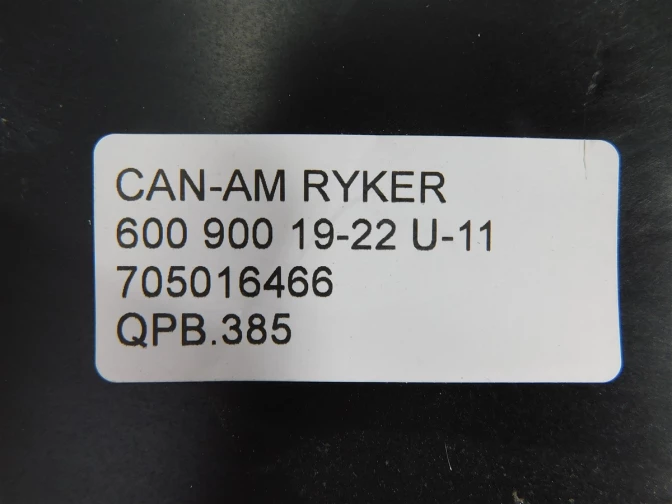 CAN-AM RYKER
600 900 19-22 U-11
705016466
QPB.385